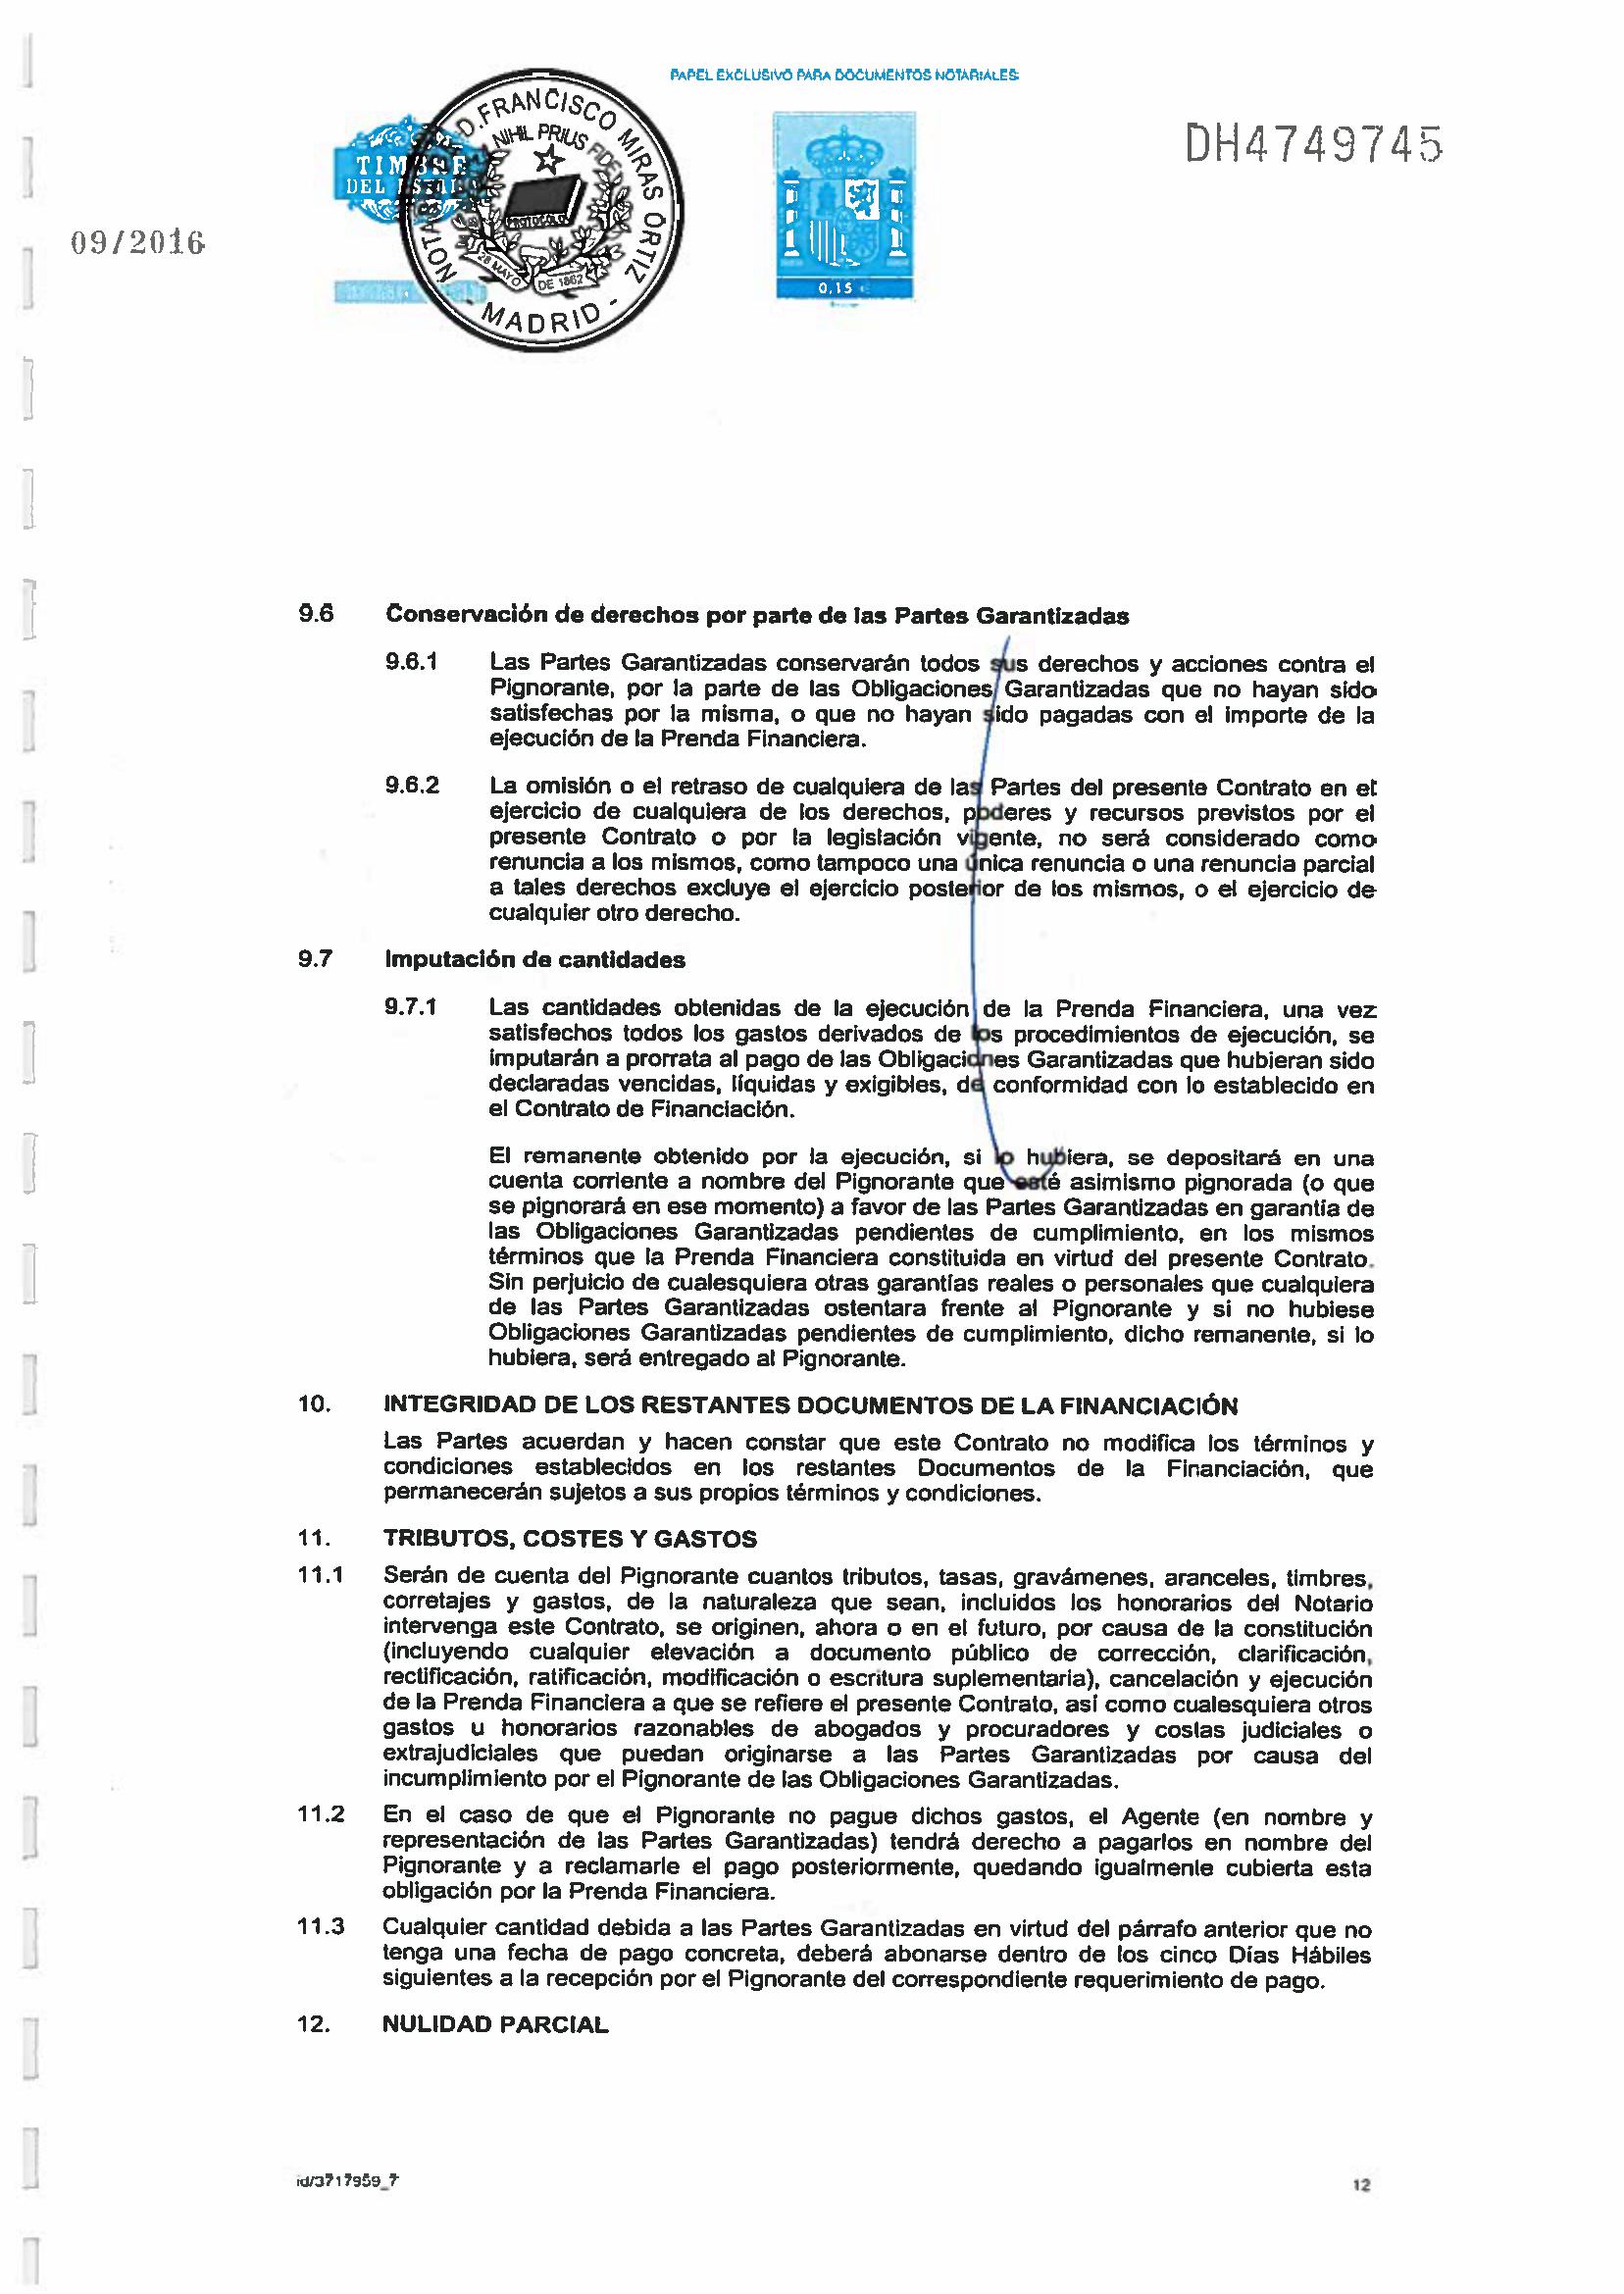 PAPEL EXCLUSIVO PARA DOCUMENTOS NOTARIALES
DH4749745
TIMBRE
DEL ESTADO
NOTARÍA DE D. FRANCISCO MIRAS ORTIZ
NIHIL PRIUS FIDE
PROTOCOLO
28 MAYO DE 1862
- MADRID -
0,15 €
09/2016
9.6 Conservación de derechos por parte de las Partes Garantizadas
9.6.1 Las Partes Garantizadas conservarán todos sus derechos y acciones contra el
Pignorante, por la parte de las Obligaciones Garantizadas que no hayan sido
satisfechas por la misma, o que no hayan sido pagadas con el importe de la
ejecución de la Prenda Financiera.
9.6.2 La omisión o el retraso de cualquiera de las Partes del presente Contrato en el
ejercicio de cualquiera de los derechos, poderes y recursos previstos por el
presente Contrato o por la legislación vigente, no será considerado como
renuncia a los mismos, como tampoco una única renuncia o una renuncia parcial
a tales derechos excluye el ejercicio posterior de los mismos, o el ejercicio de
cualquier otro derecho.
9.7 Imputación de cantidades
9.7.1 Las cantidades obtenidas de la ejecución de la Prenda Financiera, una vez
satisfechos todos los gastos derivados de los procedimientos de ejecución, se
imputarán a prorrata al pago de las Obligaciones Garantizadas que hubieran sido
declaradas vencidas, líquidas y exigibles, de conformidad con lo establecido en
el Contrato de Financiación.
El remanente obtenido por la ejecución, si lo hubiera, se depositará en una
cuenta corriente a nombre del Pignorante que esté asimismo pignorada (o que
se pignorará en ese momento) a favor de las Partes Garantizadas en garantía de
las Obligaciones Garantizadas pendientes de cumplimiento, en los mismos
términos que la Prenda Financiera constituida en virtud del presente Contrato.
Sin perjuicio de cualesquiera otras garantías reales o personales que cualquiera
de las Partes Garantizadas ostentara frente al Pignorante y si no hubiese
Obligaciones Garantizadas pendientes de cumplimiento, dicho remanente, si lo
hubiera, será entregado al Pignorante.
10. INTEGRIDAD DE LOS RESTANTES DOCUMENTOS DE LA FINANCIACIÓN
Las Partes acuerdan y hacen constar que este Contrato no modifica los términos y
condiciones establecidos en los restantes Documentos de la Financiación, que
permanecerán sujetos a sus propios términos y condiciones.
11. TRIBUTOS, COSTES Y GASTOS
11.1 Serán de cuenta del Pignorante cuantos tributos, tasas, gravámenes, aranceles, timbres,
corretajes y gastos, de la naturaleza que sean, incluidos los honorarios del Notario
intervenga este Contrato, se originen, ahora o en el futuro, por causa de la constitución
(incluyendo cualquier elevación a documento público de corrección, clarificación,
rectificación, ratificación, modificación o escritura suplementaria), cancelación y ejecución
de la Prenda Financiera a que se refiere el presente Contrato, así como cualesquiera otros
gastos u honorarios razonables de abogados y procuradores y costas judiciales o
extrajudiciales que puedan originarse a las Partes Garantizadas por causa del
incumplimiento por el Pignorante de las Obligaciones Garantizadas.
11.2 En el caso de que el Pignorante no pague dichos gastos, el Agente (en nombre y
representación de las Partes Garantizadas) tendrá derecho a pagarlos en nombre del
Pignorante y a reclamarle el pago posteriormente, quedando igualmente cubierta esta
obligación por la Prenda Financiera.
11.3 Cualquier cantidad debida a las Partes Garantizadas en virtud del párrafo anterior que no
tenga una fecha de pago concreta, deberá abonarse dentro de los cinco Días Hábiles
siguientes a la recepción por el Pignorante del correspondiente requerimiento de pago.
12. NULIDAD PARCIAL
id/3717959_7
12